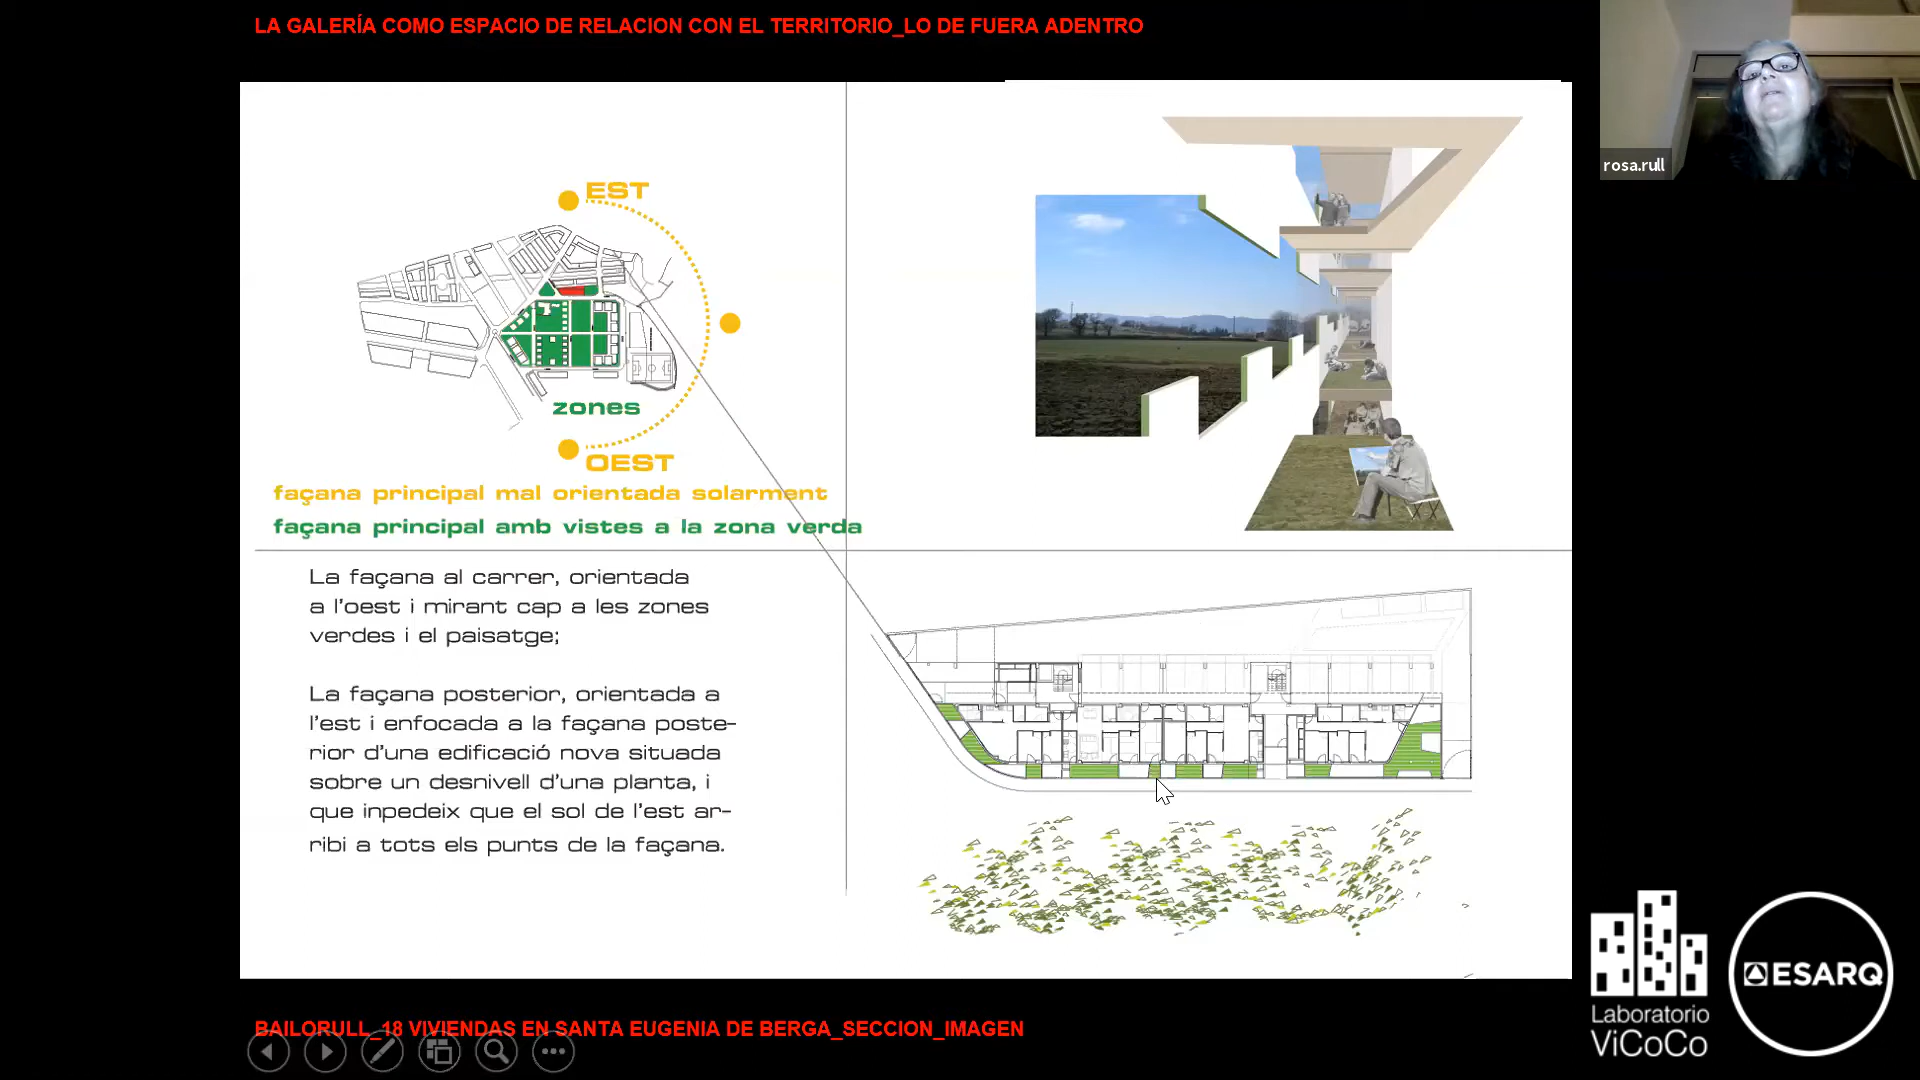 LA GALERÍA COMO ESPACIO DE RELACION CON EL TERRITORIO_LO DE FUERA ADENTRO
rosa.rull
EST
zones
OEST
façana principal mal orientada solarment
façana principal amb vistes a la zona verda
La façana al carrer, orientada
a l'oest i mirant cap a les zones
verdes i el paisatge;
La façana posterior, orientada a
l'est i enfocada a la façana poste-
rior d'una edificació nova situada
sobre un desnivell d'una planta, i
que inpedeix que el sol de l'est ar-
ribi a tots els punts de la façana.
BAILORULL_18 VIVIENDAS EN SANTA EUGENIA DE BERGA_SECCION_IMAGEN
Laboratorio
ViCoCo
ESARQ